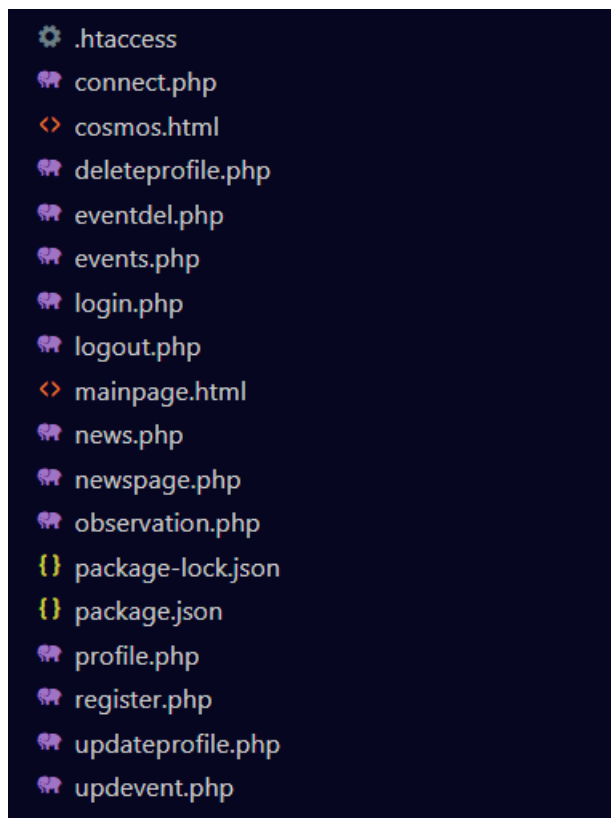 .htaccess
connect.php
cosmos.html
deleteprofile.php
eventdel.php
events.php
login.php
logout.php
mainpage.html
news.php
newspage.php
observation.php
package-lock.json
package.json
profile.php
register.php
updateprofile.php
updevent.php